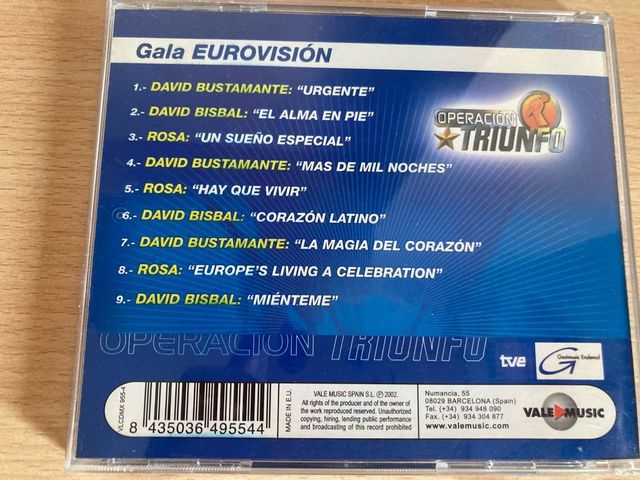 Gala EUROVISIÓN
1.- DAVID BUSTAMANTE: "URGENTE"
2.- DAVID BISBAL: "EL ALMA EN PIE"
3.- ROSA: "UN SUEÑO ESPECIAL"
4.- DAVID BUSTAMANTE: "MAS DE MIL NOCHES"
5.- ROSA: "HAY QUE VIVIR"
6.- DAVID BISBAL: "CORAZÓN LATINO"
7.- DAVID BUSTAMANTE: "LA MAGIA DEL CORAZÓN"
8.- ROSA: "EUROPE'S LIVING A CELEBRATION"
9.- DAVID BISBAL: "MIÉNTEME"
OPERACIÓN
TRIUNFO
OPERACIÓN TRIUNFO
tve
G
Gestmusic Endemol
VLCDMX 955-4
8 435036 495544
MADE IN E.U.
VALE MUSIC SPAIN S.L. ℗ 2002.
All rights of the producer and of the owner of
the work reproduced reserved. Unauthorized
copying, hiring, lending public performance
and broadcasting of this record prohibited
Numancia, 55
08029 BARCELONA (Spain)
Tel. (+34) 934 948 090
Fax. (+34) 934 304 877
www.valemusic.com
VALE MUSIC